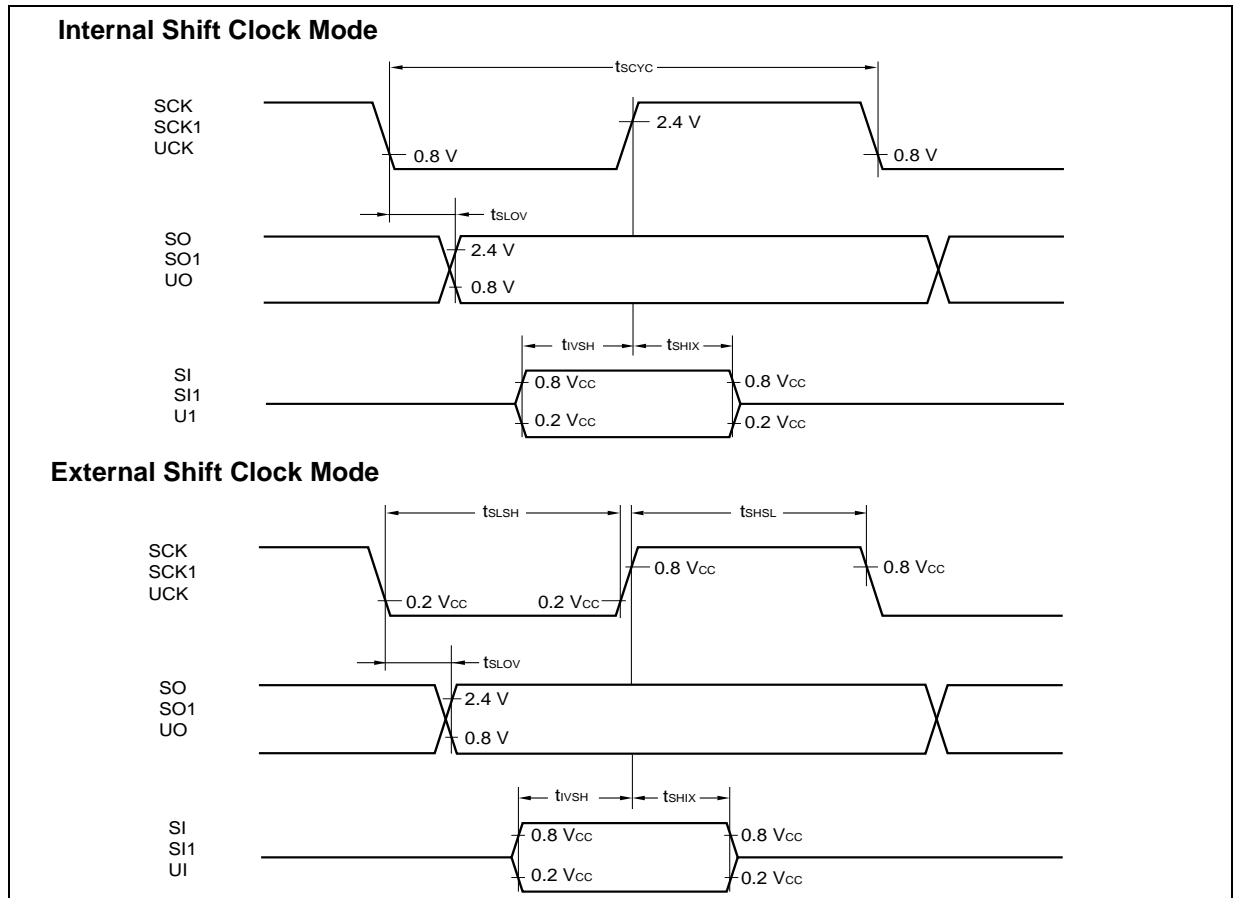 Internal Shift Clock Mode
tSCYC
SCK
SCK1
UCK
2.4 V
0.8 V
0.8 V
tSLOV
SO
SO1
UO
2.4 V
0.8 V
tIVSH
tSHIX
SI
SI1
U1
0.8 VCC
0.8 VCC
0.2 VCC
0.2 VCC
External Shift Clock Mode
tSLSH
tSHSL
SCK
SCK1
UCK
0.8 VCC
0.8 VCC
0.2 VCC
0.2 VCC
tSLOV
SO
SO1
UO
2.4 V
0.8 V
tIVSH
tSHIX
SI
SI1
UI
0.8 VCC
0.8 VCC
0.2 VCC
0.2 VCC